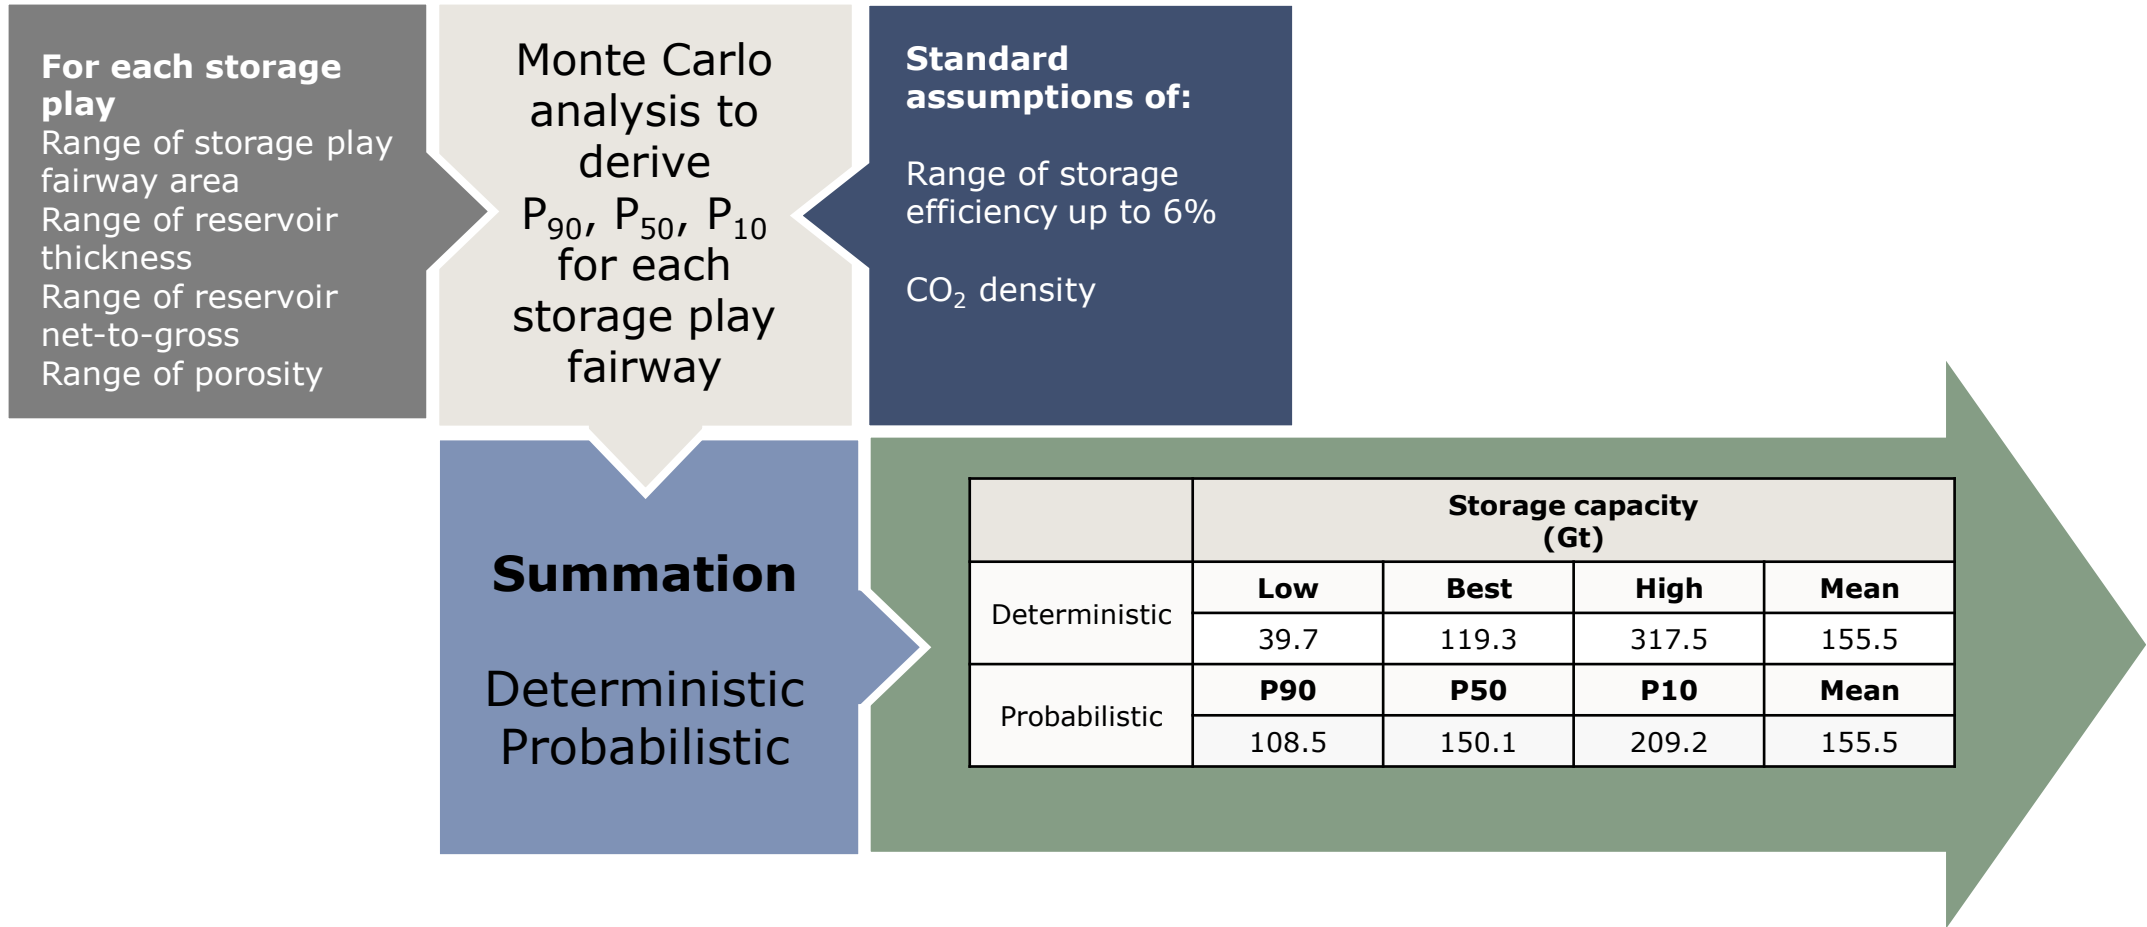 For each storage
play
Range of storage play
fairway area
Range of reservoir
thickness
Range of reservoir
net-to-gross
Range of porosity
Monte Carlo
analysis to
derive
P90, P50, P10
for each
storage play
fairway
Standard
assumptions of:
Range of storage
efficiency up to 6%
CO2 density
Summation
Deterministic
Probabilistic
Storage capacity
(Gt)
Deterministic
Low Best High Mean
39.7 119.3 317.5 155.5
Probabilistic
P90 P50 P10 Mean
108.5 150.1 209.2 155.5